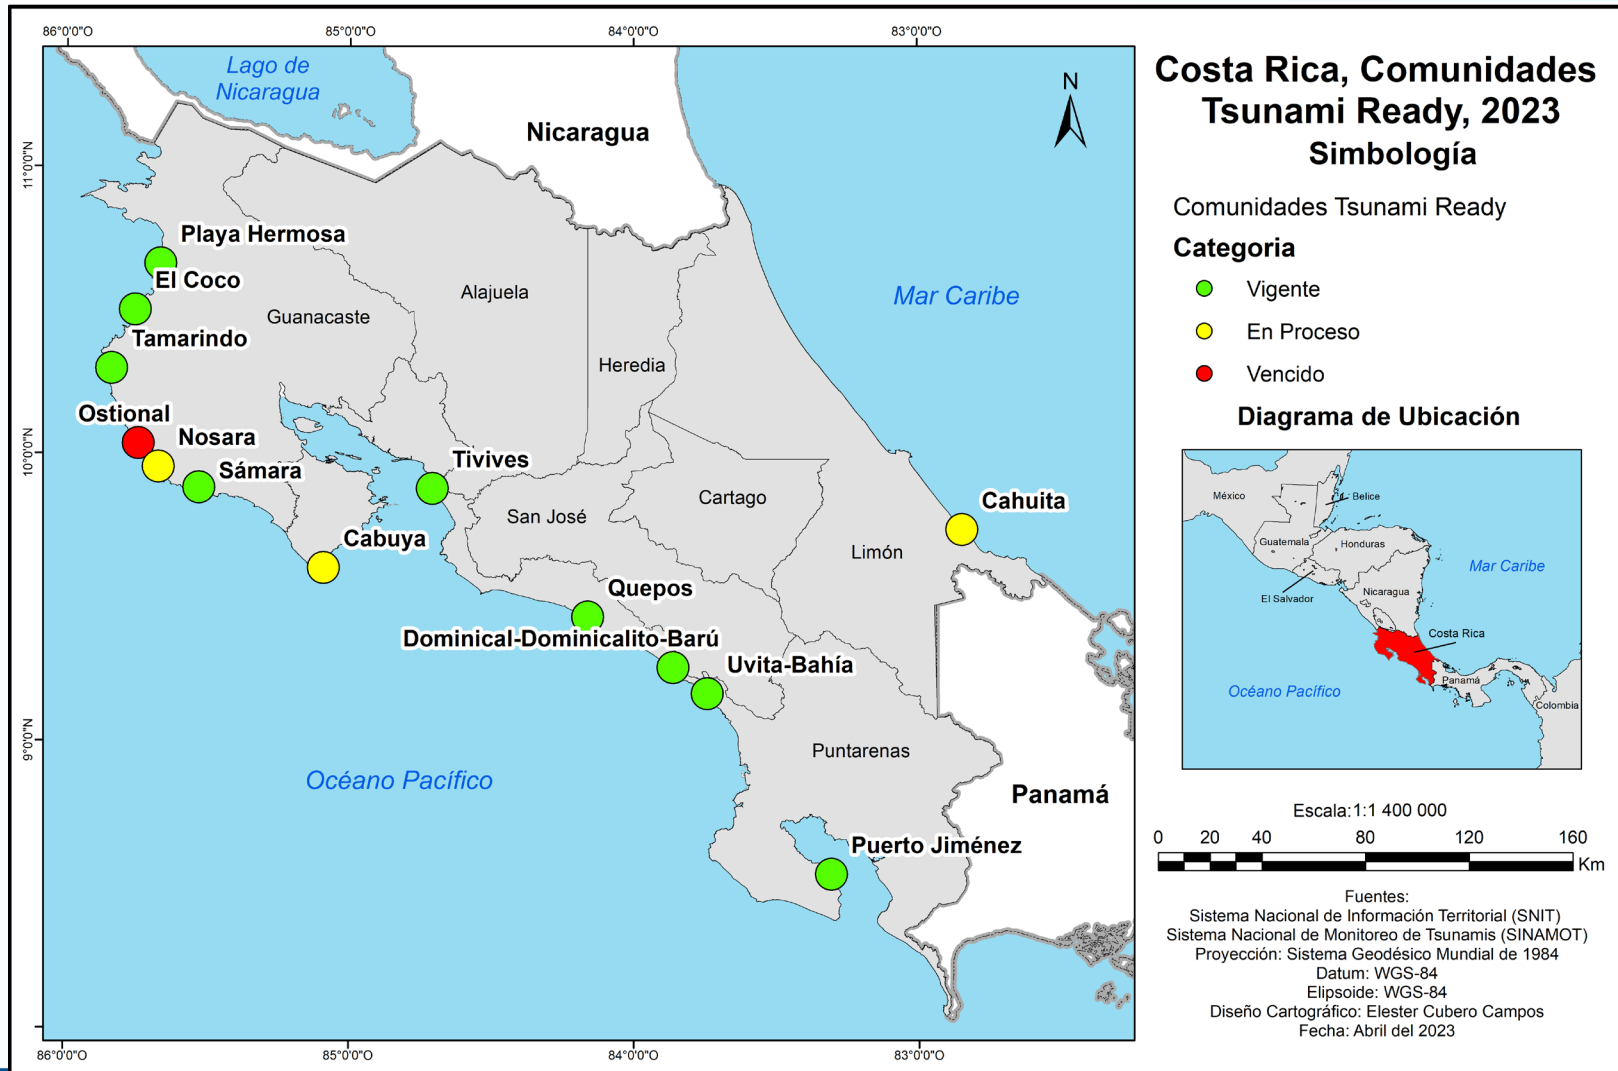 86°0'0"O 85°0'0"O 84°0'0"O 83°0'0"O
11°0'0"N
10°0'0"N
9°0'0"N
Lago de
Nicaragua
Nicaragua
Playa Hermosa
El Coco
Alajuela
Mar Caribe
Guanacaste
Tamarindo
Heredia
Ostional
Nosara
Sámara
Tivives
Cartago
Cahuita
San José
Cabuya
Limón
Quepos
Dominical-Dominicalito-Barú
Uvita-Bahía
Puntarenas
Océano Pacífico
Panamá
Puerto Jiménez
86°0'0"O 85°0'0"O 84°0'0"O 83°0'0"O
Costa Rica, Comunidades
Tsunami Ready, 2023
Simbología
N
Comunidades Tsunami Ready
Categoria
Vigente
En Proceso
Vencido
Diagrama de Ubicación
México
Belice
Guatemala
Honduras
Mar Caribe
El Salvador
Nicaragua
Costa Rica
Océano Pacífico
Panamá
Colombia
Escala:1:1 400 000
0 20 40 80 120 160
Km
Fuentes:
Sistema Nacional de Información Territorial (SNIT)
Sistema Nacional de Monitoreo de Tsunamis (SINAMOT)
Proyección: Sistema Geodésico Mundial de 1984
Datum: WGS-84
Elipsoide: WGS-84
Diseño Cartográfico: Elester Cubero Campos
Fecha: Abril del 2023